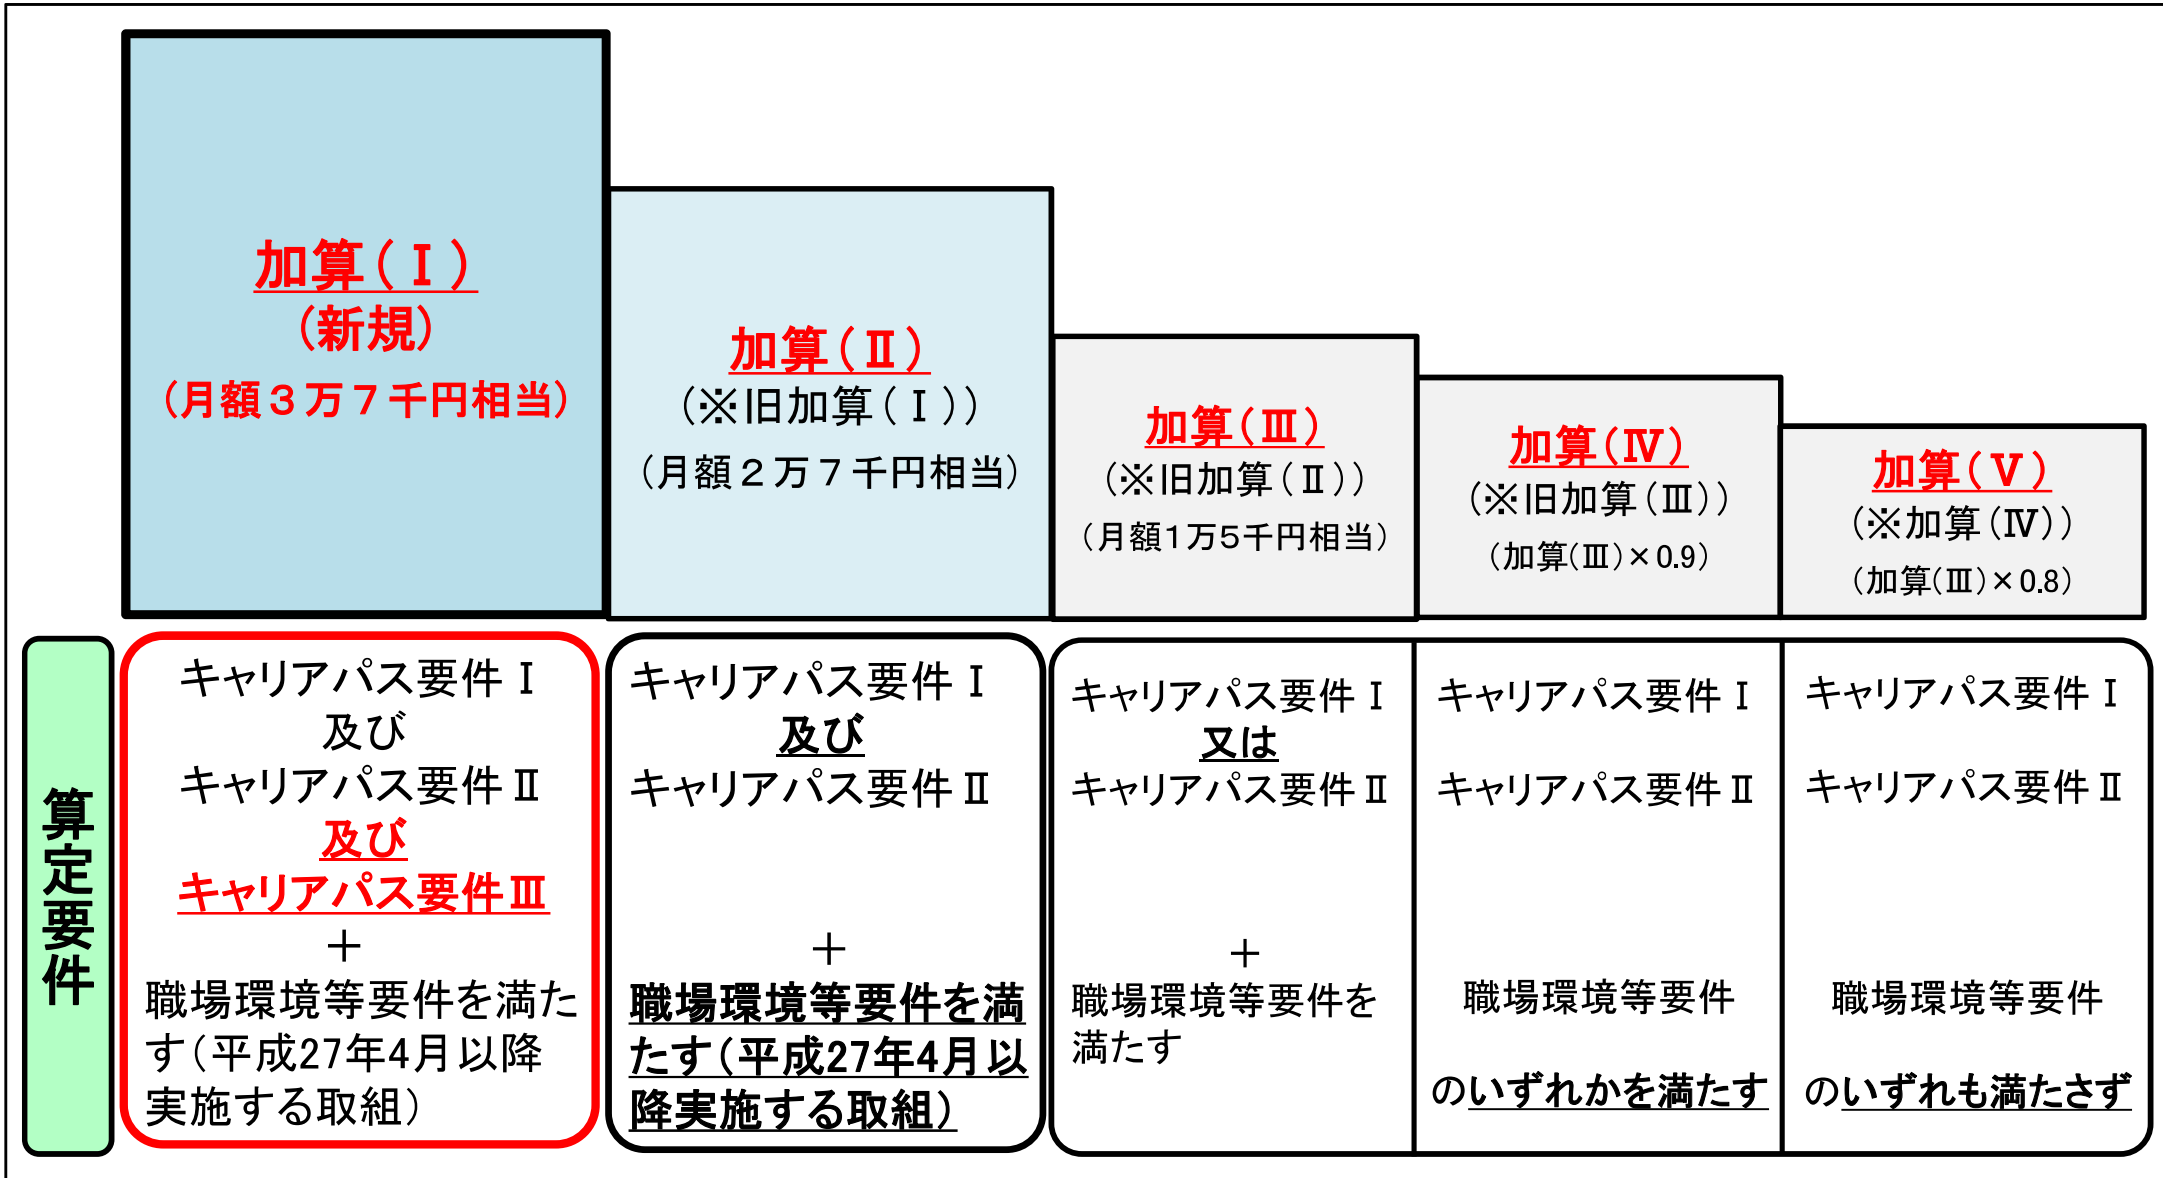 加算(Ⅰ)
(新規)
(月額３万７千円相当)
加算(Ⅱ)
(※旧加算(Ⅰ))
(月額２万７千円相当)
加算(Ⅲ)
(※旧加算(Ⅱ))
(月額1万5千円相当)
加算(Ⅳ)
(※旧加算(Ⅲ))
(加算(Ⅲ)×0.9)
加算(Ⅴ)
(※加算(Ⅳ))
(加算(Ⅲ)×0.8)
算定要件
キャリアパス要件Ⅰ
及び
キャリアパス要件Ⅱ
及び
キャリアパス要件Ⅲ
＋
職場環境等要件を満た
す(平成27年4月以降
実施する取組)
キャリアパス要件Ⅰ
及び
キャリアパス要件Ⅱ
＋
職場環境等要件を満
たす(平成27年4月以
降実施する取組)
キャリアパス要件Ⅰ
又は
キャリアパス要件Ⅱ
＋
職場環境等要件を
満たす
キャリアパス要件Ⅰ
キャリアパス要件Ⅱ
職場環境等要件
のいずれかを満たす
キャリアパス要件Ⅰ
キャリアパス要件Ⅱ
職場環境等要件
のいずれも満たさず